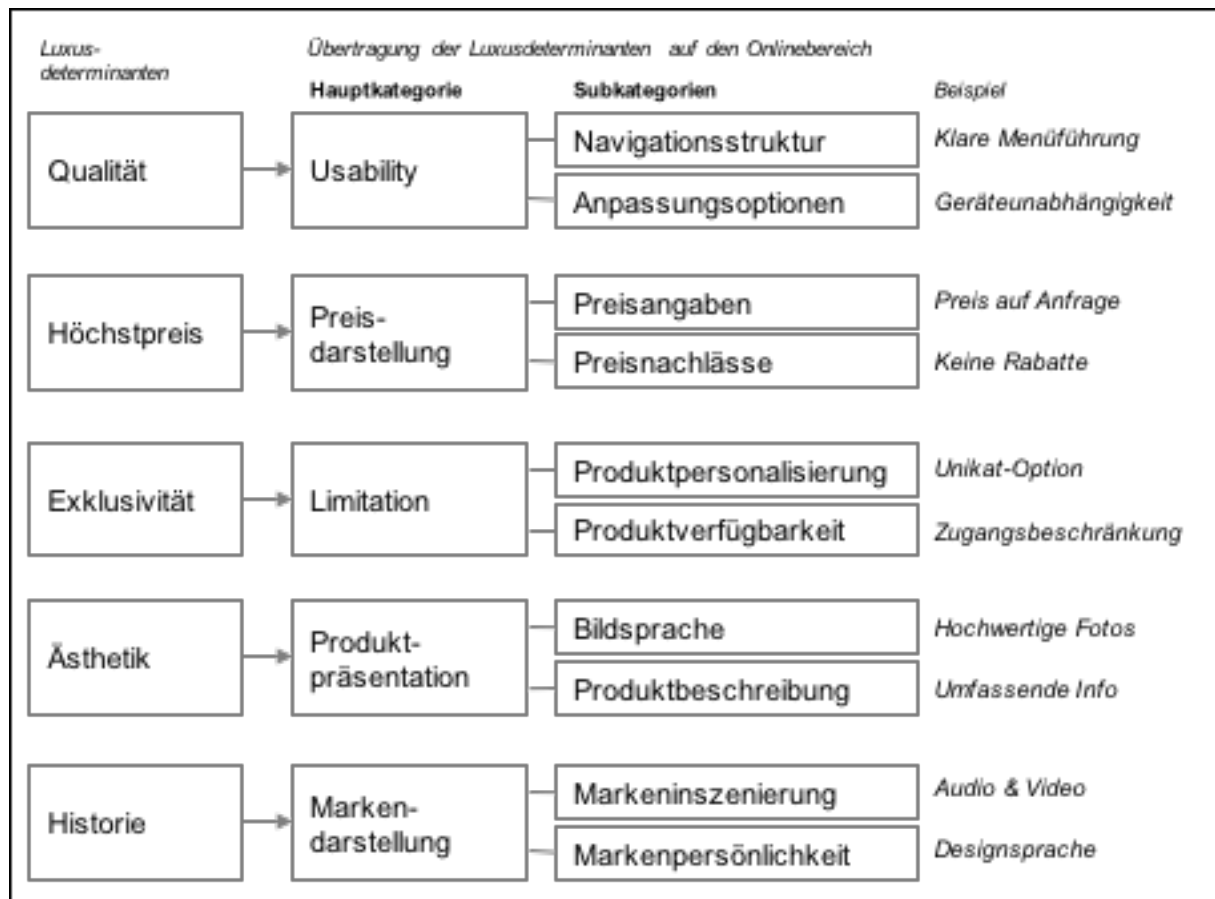 Luxus-
determinanten
Übertragung der Luxusdeterminanten auf den Onlinebereich
Hauptkategorie
Subkategorien
Beispiel
Qualität
Usability
Navigationsstruktur
Klare Menüführung
Anpassungsoptionen
Geräteunabhängigkeit
Höchstpreis
Preis-
darstellung
Preisangaben
Preis auf Anfrage
Preisnachlässe
Keine Rabatte
Exklusivität
Limitation
Produktpersonalisierung
Unikat-Option
Produktverfügbarkeit
Zugangsbeschränkung
Ästhetik
Produkt-
präsentation
Bildsprache
Hochwertige Fotos
Produktbeschreibung
Umfassende Info
Historie
Marken-
darstellung
Markeninszenierung
Audio & Video
Markenpersönlichkeit
Designsprache